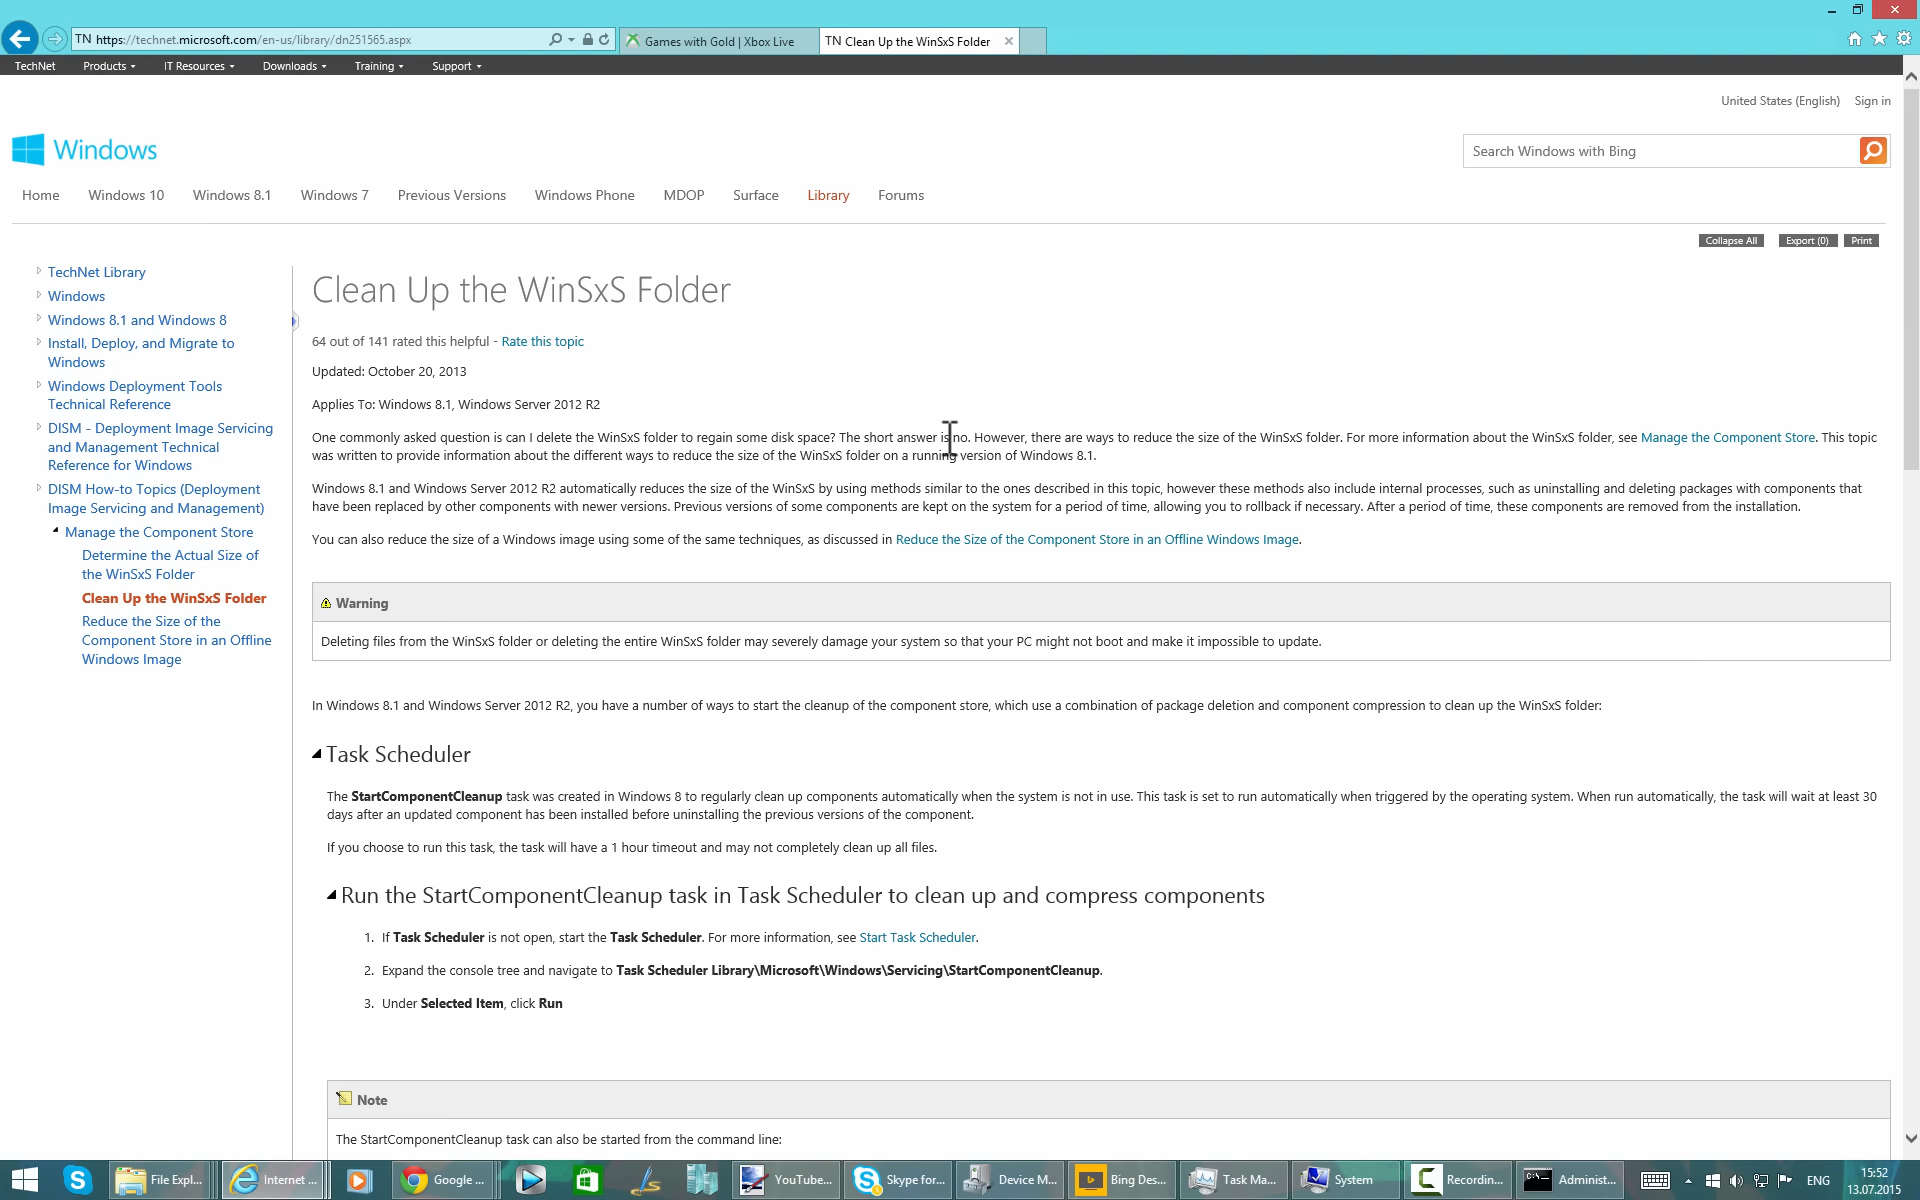 TN https://technet.microsoft.com/en-us/library/dn251565.aspx
Games with Gold | Xbox Live
TN Clean Up the WinSxS Folder
TechNet Products IT Resources Downloads Training Support
United States (English) Sign in
Windows
Search Windows with Bing
Home Windows 10 Windows 8.1 Windows 7 Previous Versions Windows Phone MDOP Surface Library Forums
Collapse All Export (0) Print
TechNet Library
Windows
Windows 8.1 and Windows 8
Install, Deploy, and Migrate to
Windows
Windows Deployment Tools
Technical Reference
DISM - Deployment Image Servicing
and Management Technical
Reference for Windows
DISM How-to Topics (Deployment
Image Servicing and Management)
Manage the Component Store
Determine the Actual Size of
the WinSxS Folder
Clean Up the WinSxS Folder
Reduce the Size of the
Component Store in an Offline
Windows Image
Clean Up the WinSxS Folder
64 out of 141 rated this helpful - Rate this topic
Updated: October 20, 2013
Applies To: Windows 8.1, Windows Server 2012 R2
One commonly asked question is can I delete the WinSxS folder to regain some disk space? The short answer is no. However, there are ways to reduce the size of the WinSxS folder. For more information about the WinSxS folder, see Manage the Component Store. This topic
was written to provide information about the different ways to reduce the size of the WinSxS folder on a running version of Windows 8.1.
Windows 8.1 and Windows Server 2012 R2 automatically reduces the size of the WinSxS by using methods similar to the ones described in this topic, however these methods also include internal processes, such as uninstalling and deleting packages with components that
have been replaced by other components with newer versions. Previous versions of some components are kept on the system for a period of time, allowing you to rollback if necessary. After a period of time, these components are removed from the installation.
You can also reduce the size of a Windows image using some of the same techniques, as discussed in Reduce the Size of the Component Store in an Offline Windows Image.
Warning
Deleting files from the WinSxS folder or deleting the entire WinSxS folder may severely damage your system so that your PC might not boot and make it impossible to update.
In Windows 8.1 and Windows Server 2012 R2, you have a number of ways to start the cleanup of the component store, which use a combination of package deletion and component compression to clean up the WinSxS folder:
Task Scheduler
The StartComponentCleanup task was created in Windows 8 to regularly clean up components automatically when the system is not in use. This task is set to run automatically when triggered by the operating system. When run automatically, the task will wait at least 30
days after an updated component has been installed before uninstalling the previous versions of the component.
If you choose to run this task, the task will have a 1 hour timeout and may not completely clean up all files.
Run the StartComponentCleanup task in Task Scheduler to clean up and compress components
1. If Task Scheduler is not open, start the Task Scheduler. For more information, see Start Task Scheduler.
2. Expand the console tree and navigate to Task Scheduler Library\Microsoft\Windows\Servicing\StartComponentCleanup.
3. Under Selected Item, click Run
Note
The StartComponentCleanup task can also be started from the command line:
File Expl... Internet ... Google ... YouTube... Skype for... Device M... Bing Des... Task Ma... System Recordin... Administ... ENG 15:52
13.07.2015